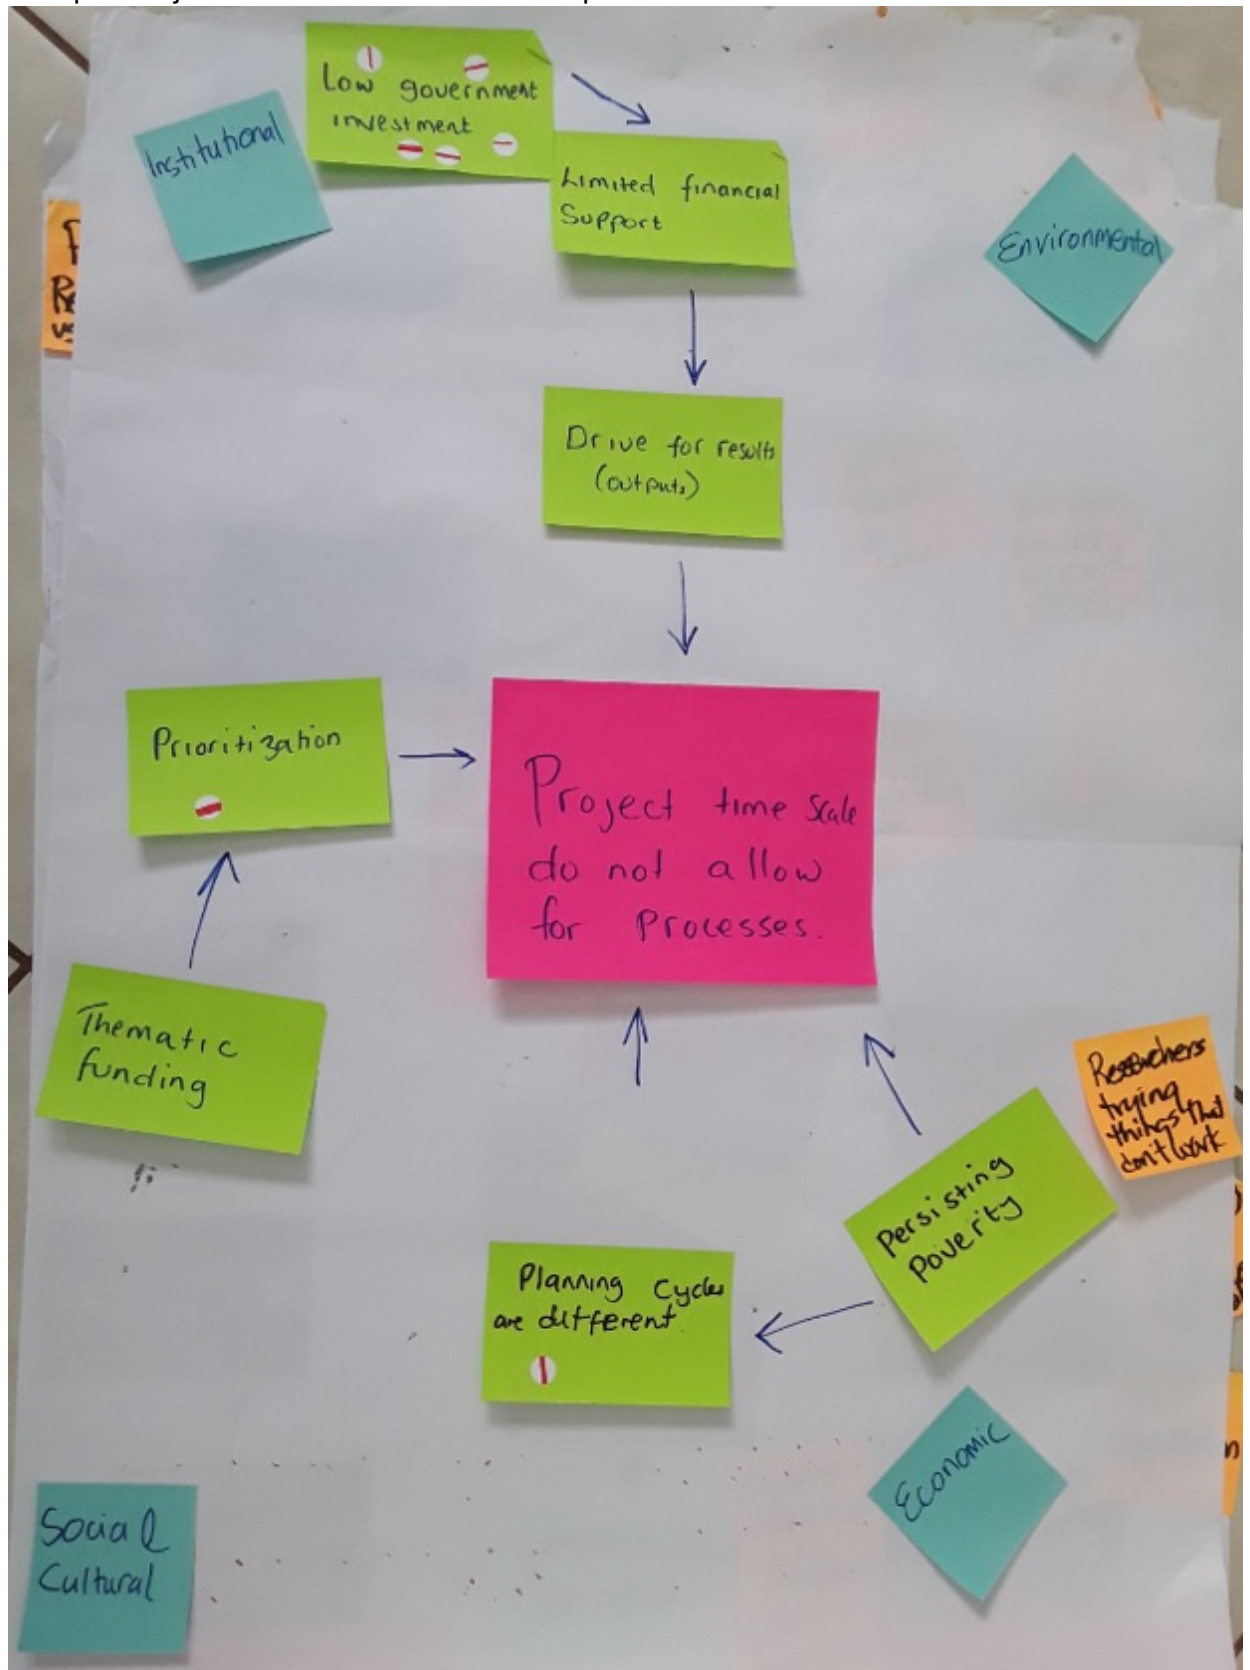 Low government
investment
Institutional
Limited financial
Support
Environmental
Drive for results
(outputs)
Prioritization
Project time scale
do not allow
for processes.
Thematic
funding
Researchers
trying
things that
don't work
Persisting
Poverty
Planning Cycles
are different.
Economic
Social
Cultural